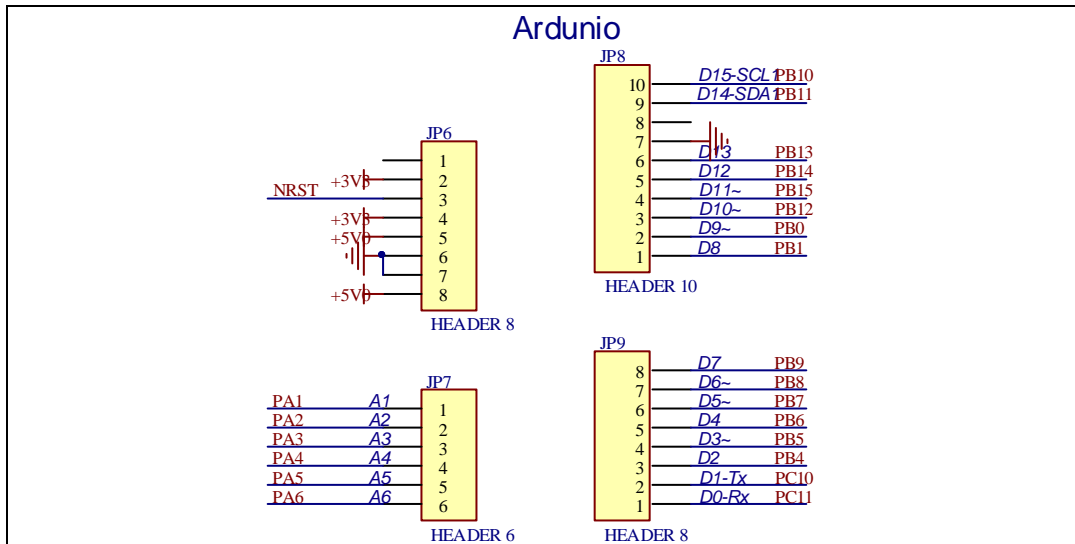 Ardunio
JP6
1
+3V3 2
NRST 3
+3V3 4
+5V0 5
6
7
+5V0 8
HEADER 8
JP8
10 D15-SCL1 PB10
9 D14-SDA1 PB11
8
7
6 D13 PB13
5 D12 PB14
4 D11~ PB15
3 D10~ PB12
2 D9~ PB0
1 D8 PB1
HEADER 10
JP7
PA1 A1 1
PA2 A2 2
PA3 A3 3
PA4 A4 4
PA5 A5 5
PA6 A6 6
HEADER 6
JP9
8 D7 PB9
7 D6~ PB8
6 D5~ PB7
5 D4 PB6
4 D3~ PB5
3 D2 PB4
2 D1-Tx PC10
1 D0-Rx PC11
HEADER 8